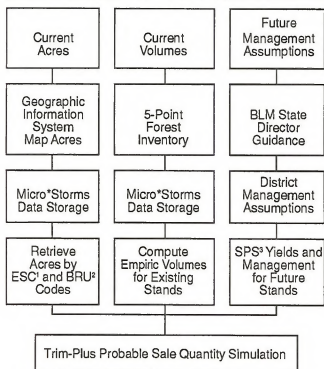 Current
Acres
Geographic
Information
System
Map Acres
Micro*Storms
Data Storage
Retrieve
Acres by
ESC¹ and BRU²
Codes
Current
Volumes
5-Point
Forest
Inventory
Micro*Storms
Data Storage
Compute
Empiric Volumes
for Existing
Stands
Future
Management
Assumptions
BLM State
Director
Guidance
District
Management
Assumptions
SPS³ Yields and
Management
for Future
Stands
Trim-Plus Probable Sale Quantity Simulation